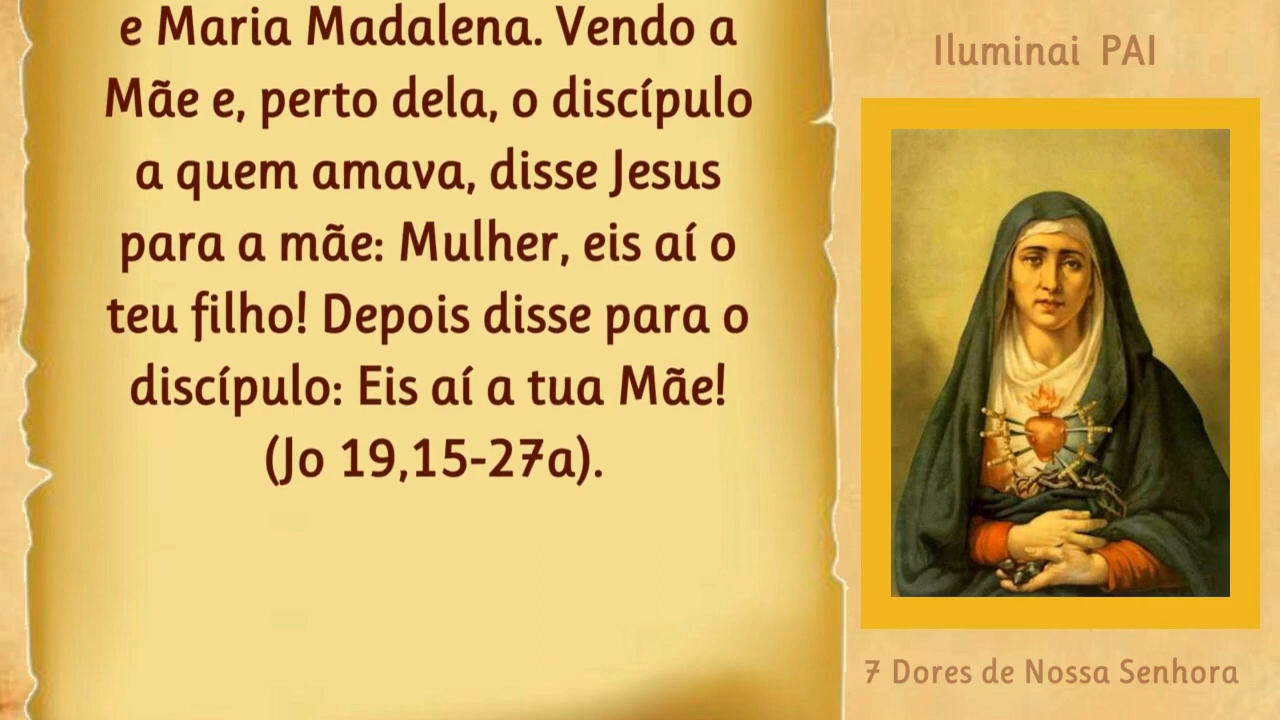 e Maria Madalena. Vendo a
Mãe e, perto dela, o discípulo
a quem amava, disse Jesus
para a mãe: Mulher, eis aí o
teu filho! Depois disse para o
discípulo: Eis aí a tua Mãe!
(Jo 19,15-27a).
Iluminai PAI
7 Dores de Nossa Senhora